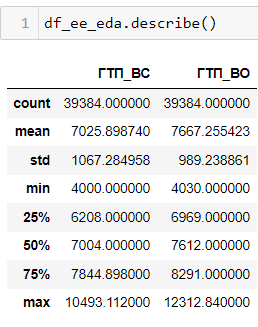 1 df_ee_eda.describe()
ГТП_ВС ГТП_ВО
count 39384.000000 39384.000000
mean 7025.898740 7667.255423
std 1067.284958 989.238861
min 4000.000000 4030.000000
25% 6208.000000 6969.000000
50% 7004.000000 7612.000000
75% 7844.898000 8291.000000
max 10493.112000 12312.840000